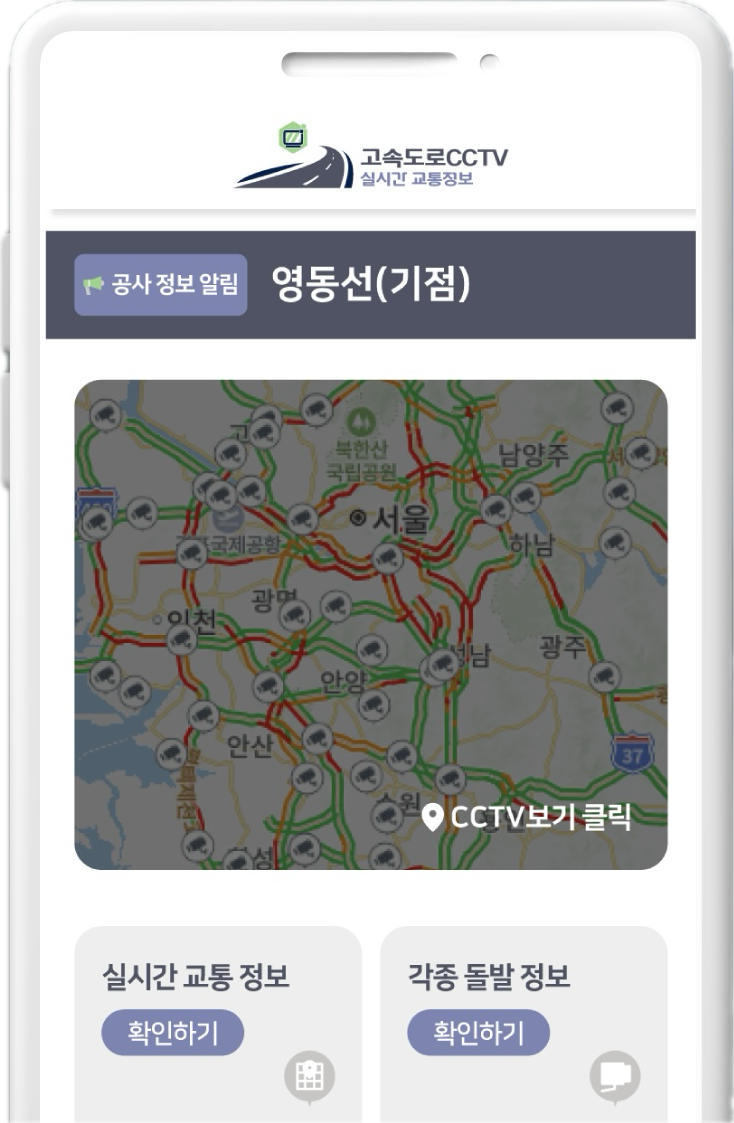 고속도로CCTV
실시간 교통정보
공사 정보 알림
영동선(기점)
북한산
국립공원
남양주
서울
국제공항
하남
광명
인천
성남
광주
안양
안산
37
CCTV보기 클릭
실시간 교통 정보
각종 돌발 정보
확인하기
확인하기